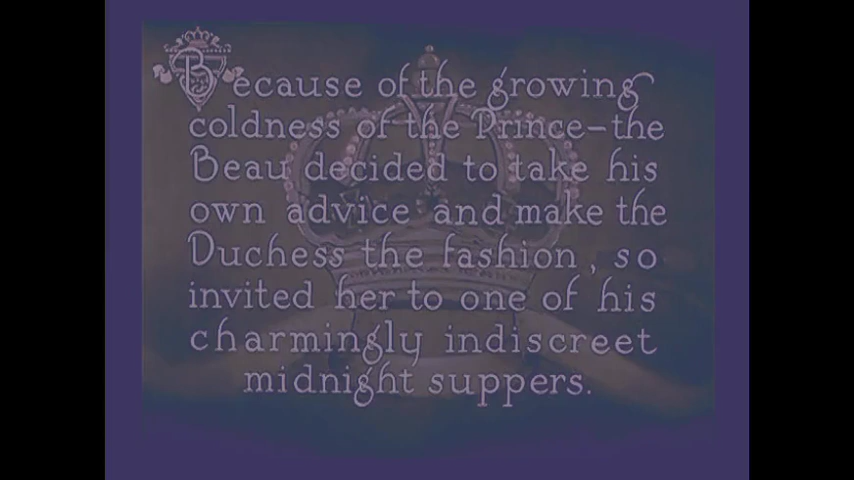 Because of the growing
coldness of the Prince—the
Beau decided to take his
own advice and make the
Duchess the fashion, so
invited her to one of his
charmingly indiscreet
midnight suppers.